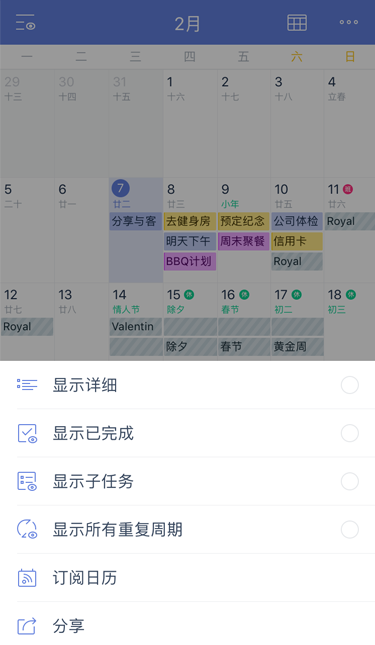 2月
一 二 三 四 五 六 日
29 30 31 1 2 3 4
十三 十四 十五 十六 十七 十八 立春
5 6 7 8 9 10 11 班
二十 廿一 廿二 廿三 小年 廿五 廿六
分享与客 去健身房 预定纪念 公司体检 Royal
明天下午 周末聚餐 信用卡
BBQ计划 Royal
12 13 14 15 休 16 休 17 休 18 休
廿七 廿八 情人节 除夕 春节 初二 初三
Royal Valentin
除夕 春节 黄金周
显示详细
显示已完成
显示子任务
显示所有重复周期
订阅日历
分享